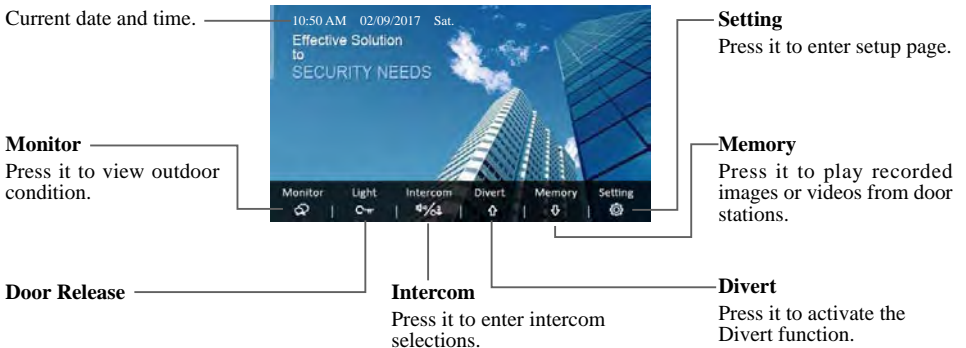 Current date and time.
10:50 AM 02/09/2017 Sat.
Effective Solution
to
SECURITY NEEDS
Setting
Press it to enter setup page.
Monitor
Press it to view outdoor
condition.
Memory
Press it to play recorded
images or videos from door
stations.
Monitor Light Intercom Divert Memory Setting
Door Release
Intercom
Press it to enter intercom
selections.
Divert
Press it to activate the
Divert function.